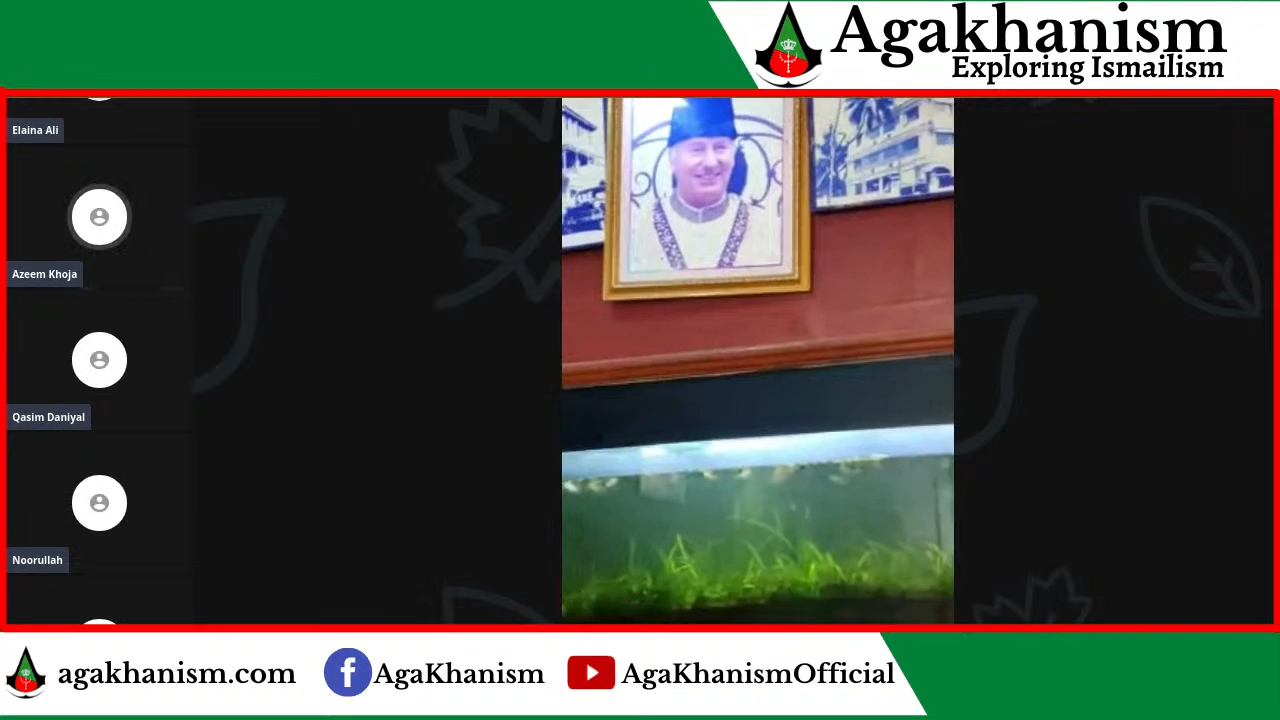 Agakhanism
Exploring Ismailism
Elaina Ali
Azeem Khoja
Qasim Daniyal
Noorullah
agakhanism.com
AgaKhanism
AgaKhanismOfficial